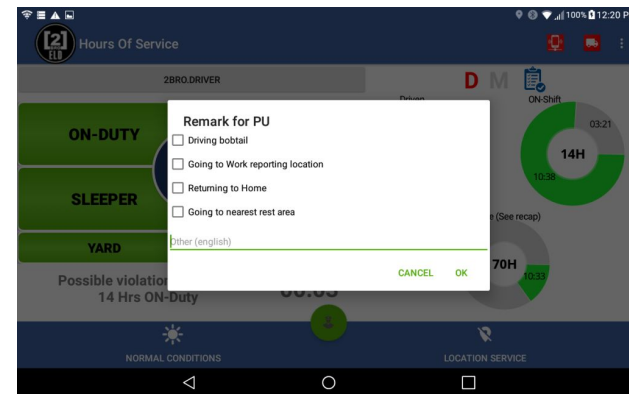 100% 12:20 P
[2]
ELD
Hours Of Service
2BRO.DRIVER
D M
Driven
ON-Shift
03:21
14H
10:38
ON-DUTY
SLEEPER
YARD
Remark for PU
Driving bobtail
Going to Work reporting location
Returning to Home
Going to nearest rest area
Other (english)
CANCEL OK
e (See recap)
70H
10:33
Possible violation
14 Hrs ON-Duty
NORMAL CONDITIONS
LOCATION SERVICE